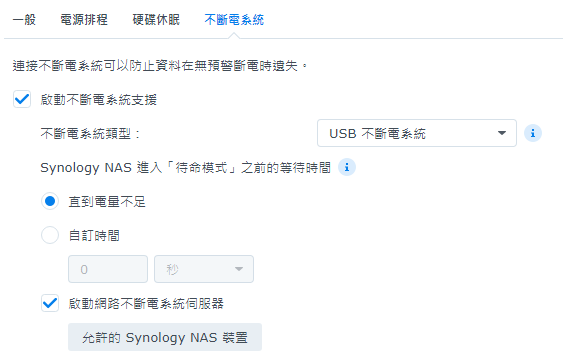 一般 電源排程 硬碟休眠 不斷電系統
連接不斷電系統可以防止資料在無預警斷電時遺失。
啟動不斷電系統支援
不斷電系統類型： USB 不斷電系統
Synology NAS 進入「待命模式」之前的等待時間
直到電量不足
自訂時間
0 秒
啟動網路不斷電系統伺服器
允許的 Synology NAS 裝置